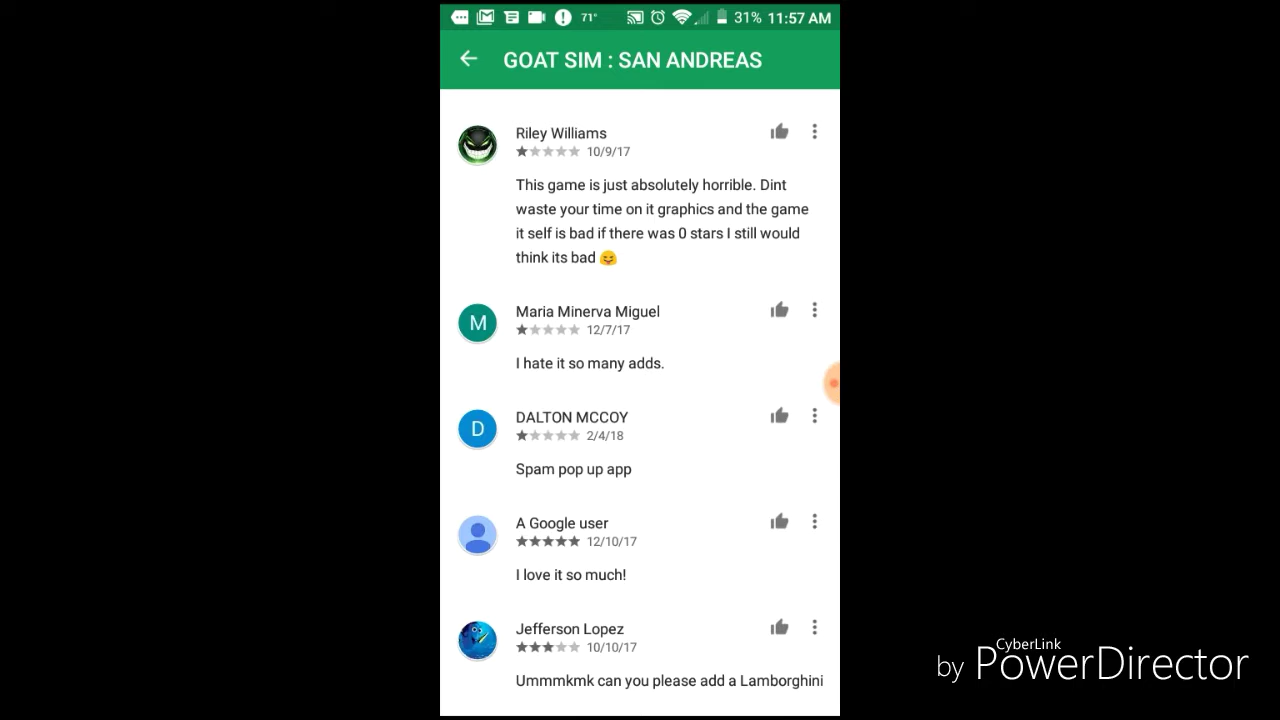 71° 31% 11:57 AM
GOAT SIM : SAN ANDREAS
Riley Williams
10/9/17
This game is just absolutely horrible. Dint
waste your time on it graphics and the game
it self is bad if there was 0 stars I still would
think its bad 😝
M
Maria Minerva Miguel
12/7/17
I hate it so many adds.
D
DALTON MCCOY
2/4/18
Spam pop up app
A Google user
12/10/17
I love it so much!
Jefferson Lopez
10/10/17
Ummmkmk can you please add a Lamborghini
CyberLink
by PowerDirector